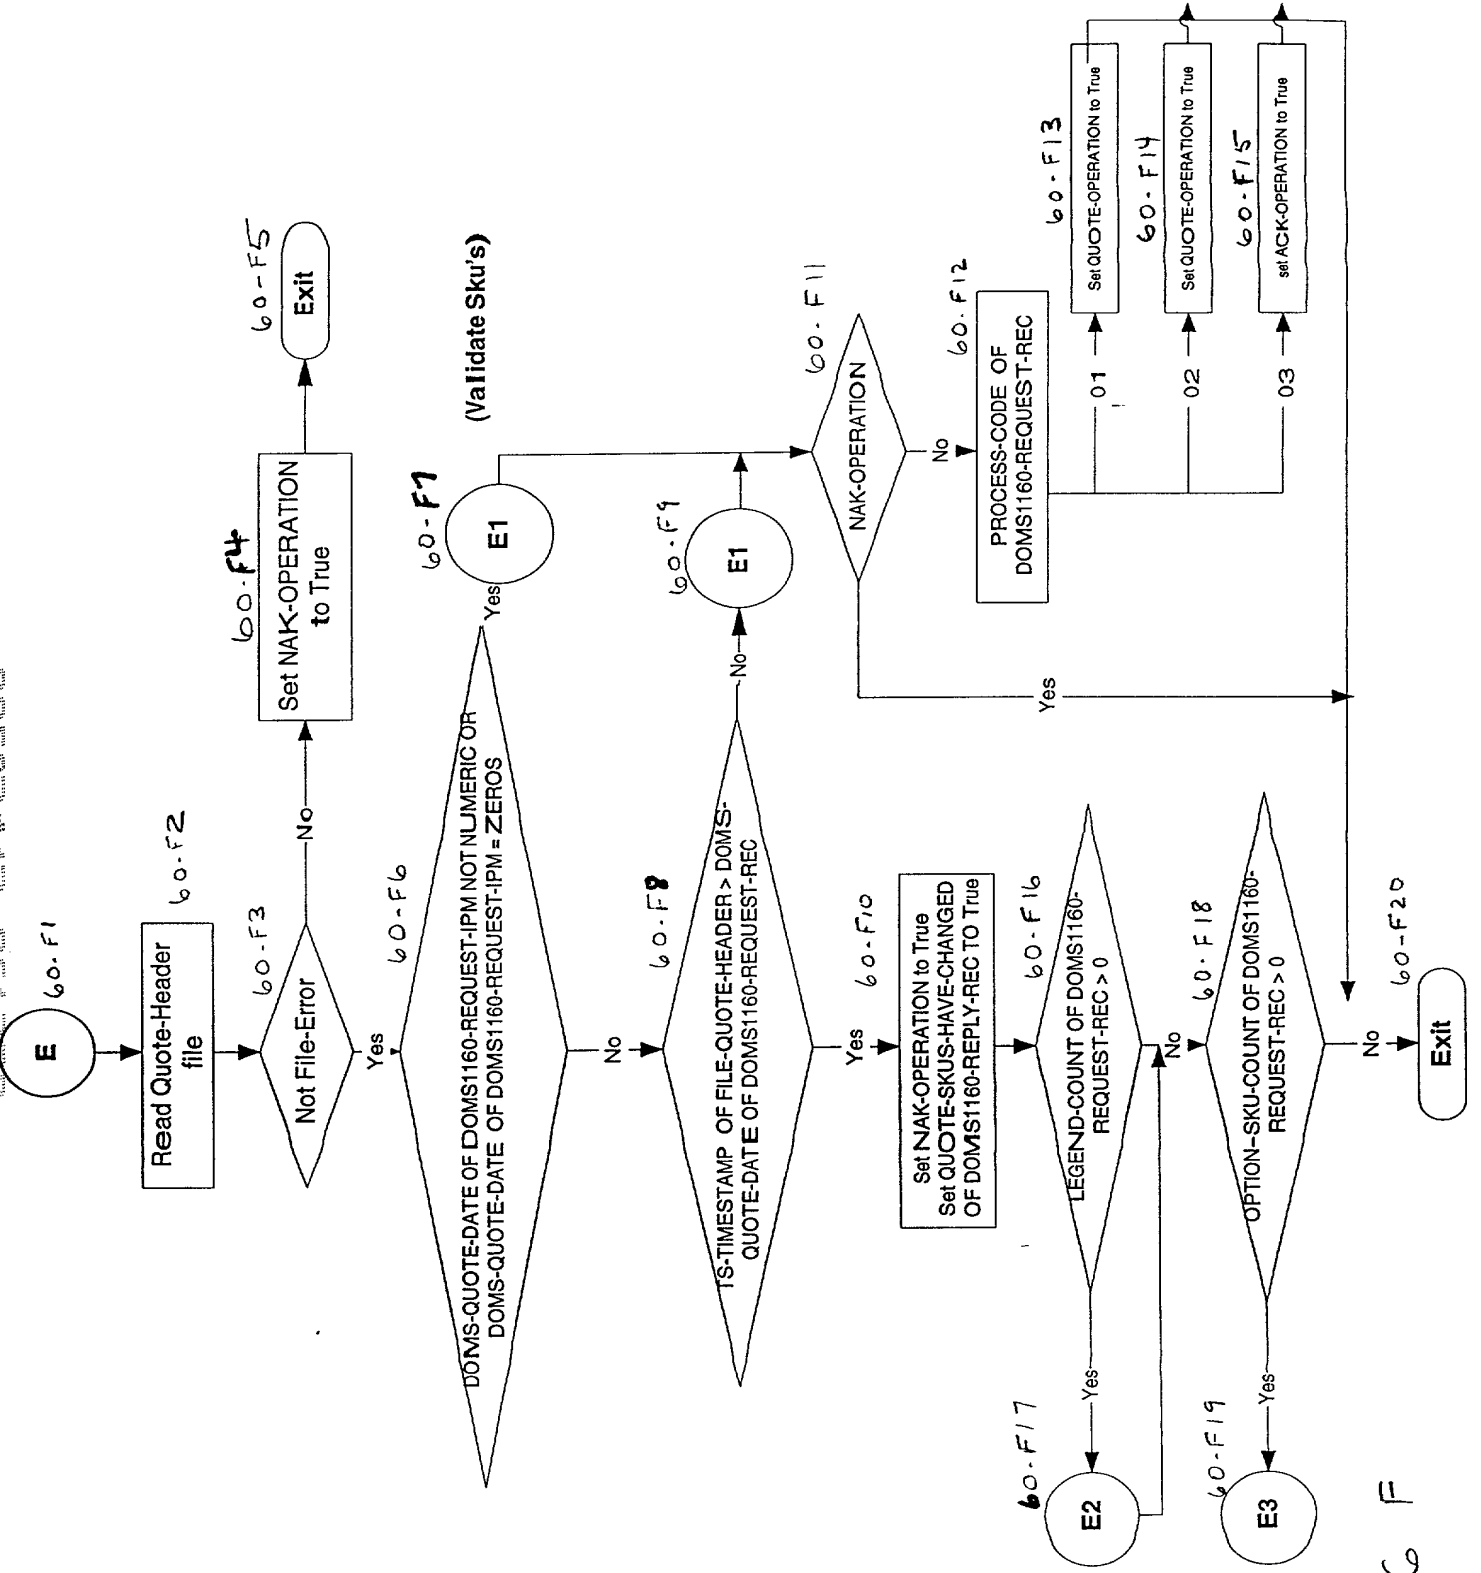 E
60-F1
Read Quote-Header
file
60-F2
60-F3
Not File-Error
No
60-F4
Set NAK-OPERATION
to True
60-F5
Exit
Yes
60-F6
DOMS-QUOTE-DATE OF DOMS1160-REQUEST-IPM NOT NUMERIC OR
DOMS-QUOTE-DATE OF DOMS1160-REQUEST-IPM = ZEROS
Yes
60-F7
E1
(Validate Sku's)
No
60-F8
TS-TIMESTAMP OF FILE-QUOTE-HEADER > DOMS-
QUOTE-DATE OF DOMS1160-REQUEST-REC
No
60-F9
E1
Yes
60-F10
Set NAK-OPERATION to True
Set QUOTE-SKUS-HAVE-CHANGED
OF DOMS1160-REPLY-REC TO True
60-F11
NAK-OPERATION
Yes
No
60-F12
PROCESS-CODE OF
DOMS1160-REQUEST-REC
01
60-F13
Set QUOTE-OPERATION to True
02
60-F14
Set QUOTE-OPERATION to True
03
60-F15
set ACK-OPERATION to True
60-F16
LEGEND-COUNT OF DOMS1160-
REQUEST-REC > 0
Yes
60-F17
E2
No
60-F18
OPTION-SKU-COUNT OF DOMS1160-
REQUEST-REC > 0
Yes
60-F19
E3
No
60-F20
Exit
6 F